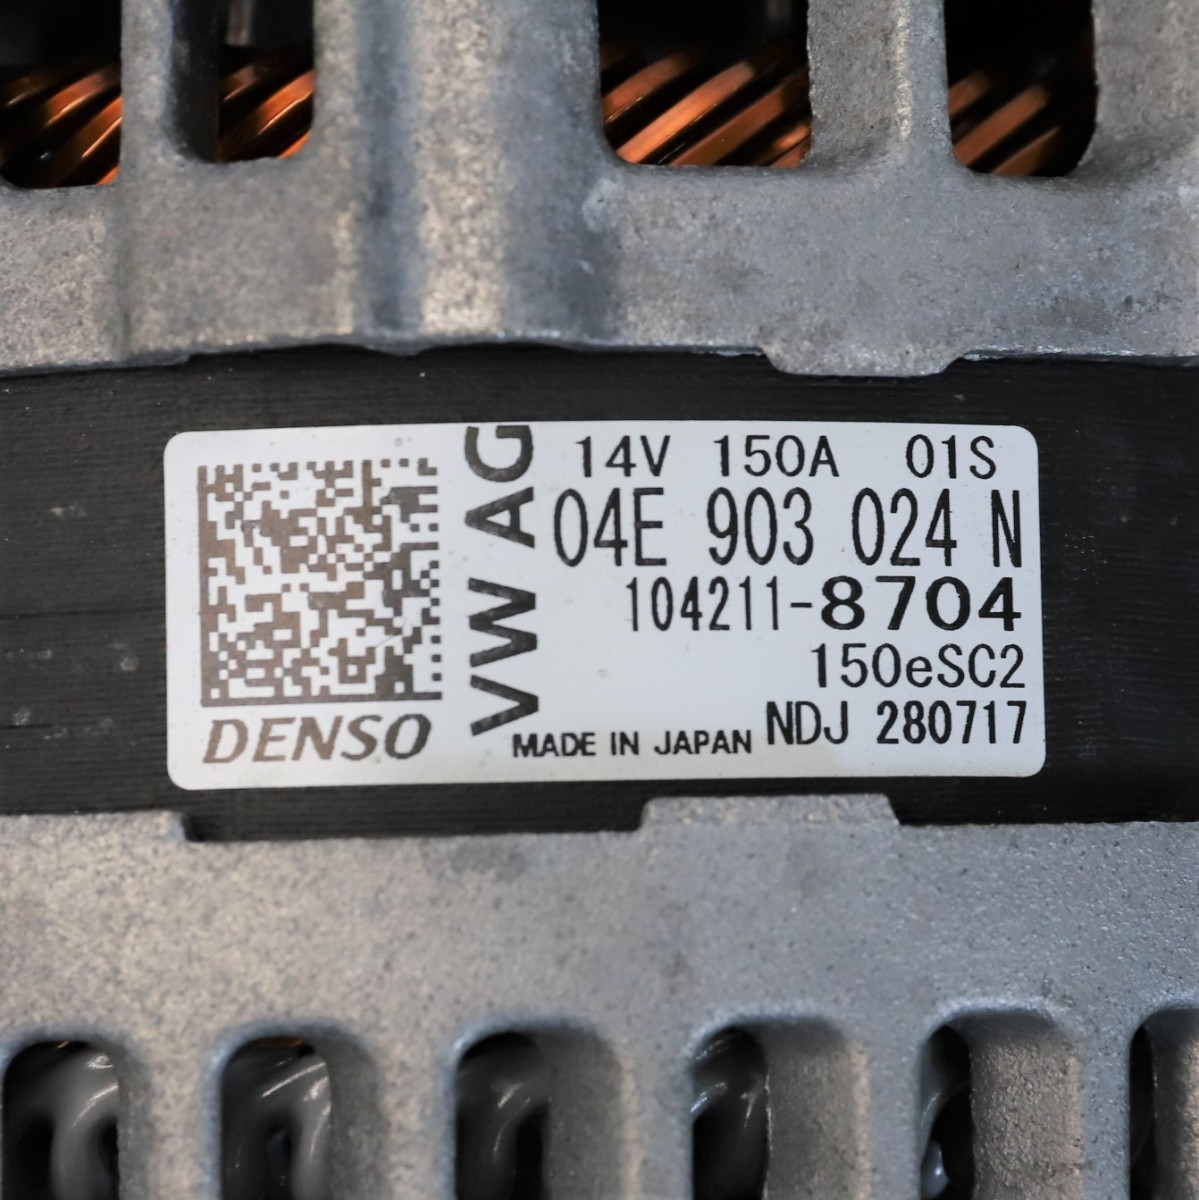 14V 150A 01S
04E 903 024 N
104211-8704
150eSC2
NDJ 280717
MADE IN JAPAN
VW AG
DENSO